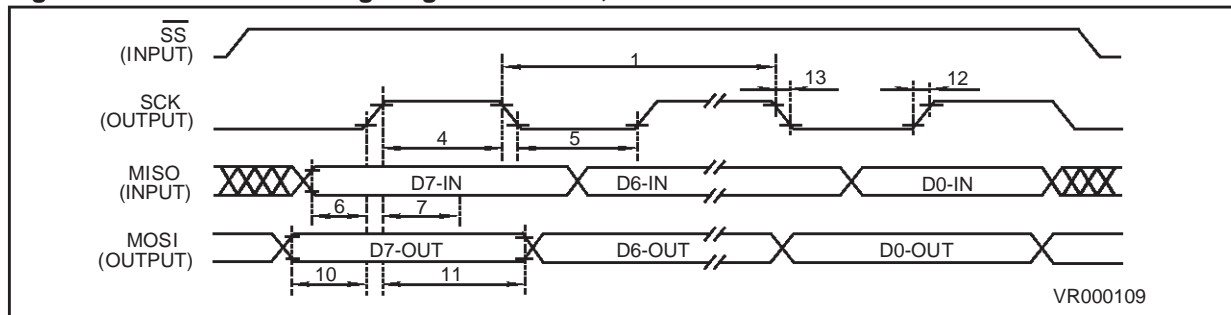 SS
(INPUT)
1
13
12
SCK
(OUTPUT)
4
5
MISO
(INPUT)
D7-IN
D6-IN
D0-IN
6
7
MOSI
(OUTPUT)
D7-OUT
D6-OUT
D0-OUT
10
11
VR000109